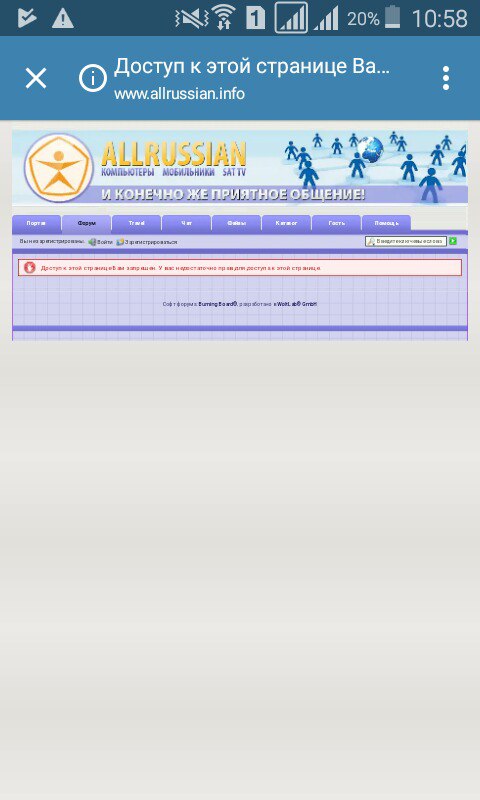 1
20%
10:58
Доступ к этой странице Ва...
www.allrussian.info
ALLRUSSIAN
КОМПЬЮТЕРЫ МОБИЛЬНИКИ SAT TV
И КОНЕЧНО ЖЕ ПРИЯТНОЕ ОБЩЕНИЕ!
Портал Форум Travel Чат Файлы Каталог Гость Помощь
Вы не зарегистрированы. Войти Зарегистрироваться
Введите ключевые слова
Доступ к этой странице Вам запрещен. У вас недостаточно прав для доступа к этой странице.
Софт форума: Burning Board®, разработано в WoltLab® GmbH